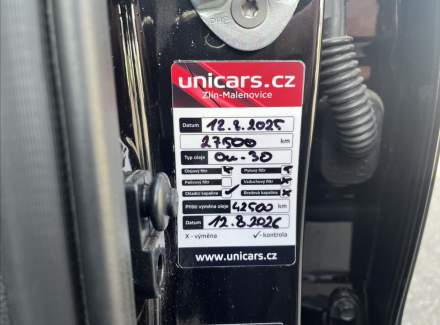 unicars.cz
Zlín-Malenovice
Datum 12.8.2025
27500 km
Typ oleje 0W-30
Olejový filtr X Pylový filtr X
Palivový filtr Vzduchový filtr X
Chladící kapalina ✓ Brzdová kapalina X
Příští výměna oleje 42500 km
Datum 12.8.2026
X - výměna ✓ - kontrola
www.unicars.cz